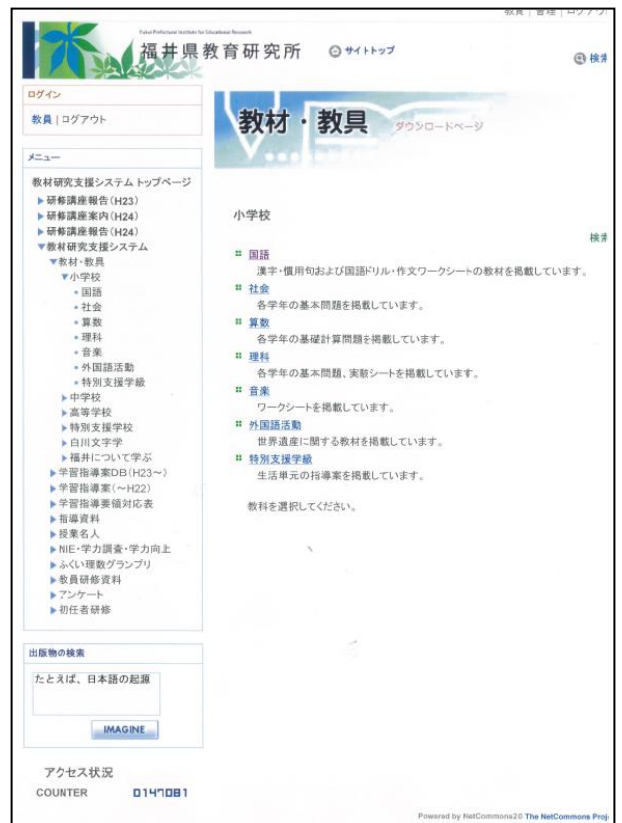 教員 | 管理 | ログアウ
Fukui Prefectural Institute for Educational Research
福井県教育研究所
サイトトップ
検索
ログイン
教員 | ログアウト
教材・教具 ダウンロードページ
メニュー
教材研究支援システム トップページ
研修講座報告(H23)
研修講座案内(H24)
研修講座報告(H24)
教材研究支援システム
教材・教具
小学校
国語
社会
算数
理科
音楽
外国語活動
特別支援学級
中学校
高等学校
特別支援学校
白川文字学
福井について学ぶ
学習指導案DB(H23~)
学習指導案(~H22)
学習指導要領対応表
指導資料
授業名人
NIE・学力調査・学力向上
ふくい理数グランプリ
教員研修資料
アンケート
初任者研修
出版物の検索
たとえば、日本語の起源
IMAGINE
アクセス状況
COUNTER 0147081
小学校
検索
国語
漢字・慣用句および国語ドリル・作文ワークシートの教材を掲載しています。
社会
各学年の基本問題を掲載しています。
算数
各学年の基礎計算問題を掲載しています。
理科
各学年の基本問題、実験シートを掲載しています。
音楽
ワークシートを掲載しています。
外国語活動
世界遺産に関する教材を掲載しています。
特別支援学級
生活単元の指導案を掲載しています。
教科を選択してください。
Powered by NetCommons2.0 The NetCommons Proj